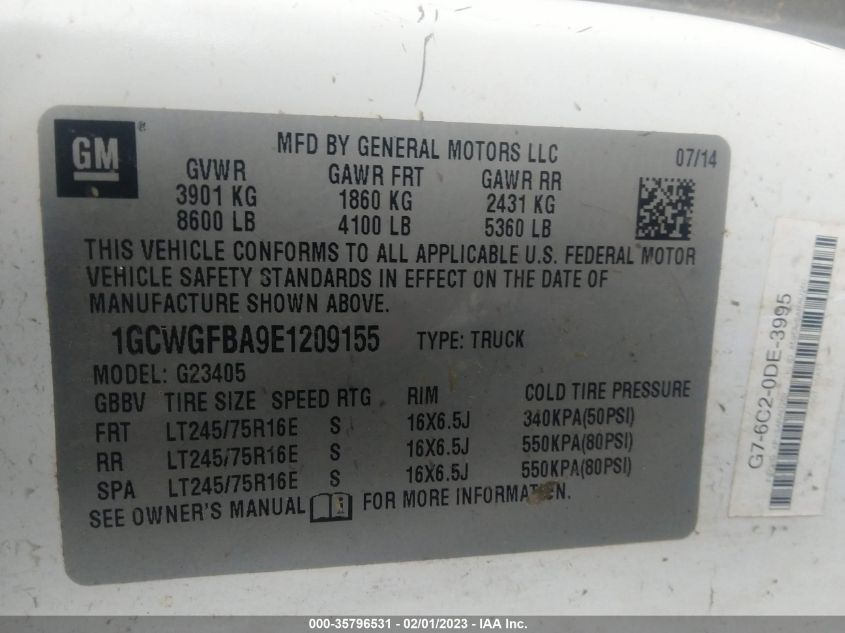 GM ®
MFD BY GENERAL MOTORS LLC 07/14
GVWR GAWR FRT GAWR RR
3901 KG 1860 KG 2431 KG
8600 LB 4100 LB 5360 LB
THIS VEHICLE CONFORMS TO ALL APPLICABLE U.S. FEDERAL MOTOR
VEHICLE SAFETY STANDARDS IN EFFECT ON THE DATE OF
MANUFACTURE SHOWN ABOVE.
1GCWGFBA9E1209155 TYPE: TRUCK
MODEL: G23405
GBBV TIRE SIZE SPEED RTG RIM COLD TIRE PRESSURE
FRT LT245/75R16E S 16X6.5J 340KPA(50PSI)
RR LT245/75R16E S 16X6.5J 550KPA(80PSI)
SPA LT245/75R16E S 16X6.5J 550KPA(80PSI)
SEE OWNER'S MANUAL i FOR MORE INFORMATION.
G7-6C2-0DE-3995
000-35796531 - 02/01/2023 - IAA Inc.